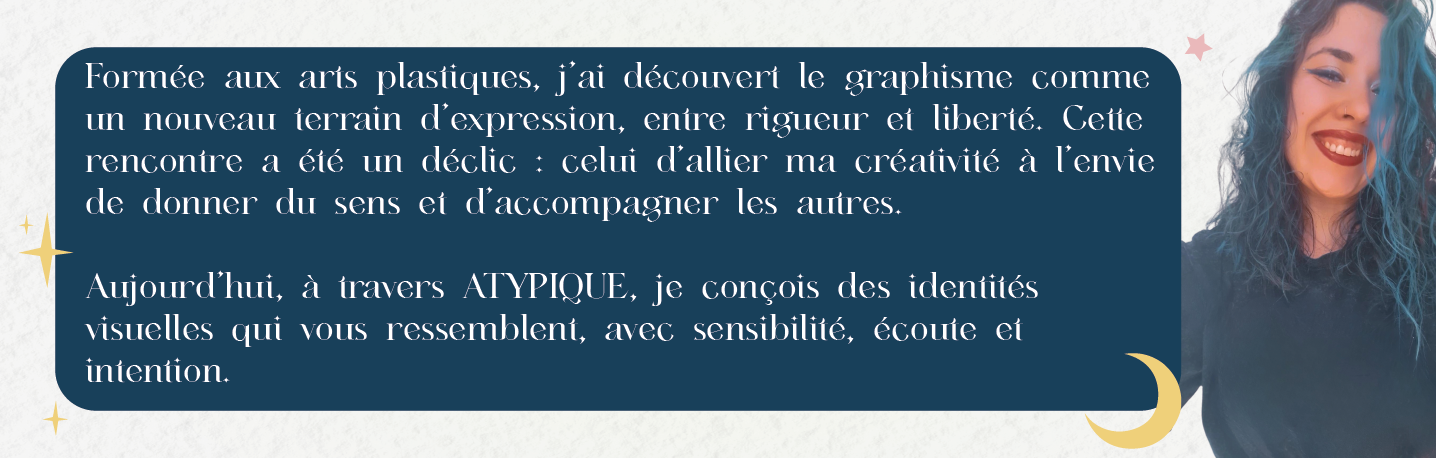 Formée aux arts plastiques, j’ai découvert le graphisme comme
un nouveau terrain d’expression, entre rigueur et liberté. Cette
rencontre a été un déclic : celui d’allier ma créativité à l’envie
de donner du sens et d’accompagner les autres.
Aujourd’hui, à travers ATYPIQUE, je conçois des identités
visuelles qui vous ressemblent, avec sensibilité, écoute et
intention.